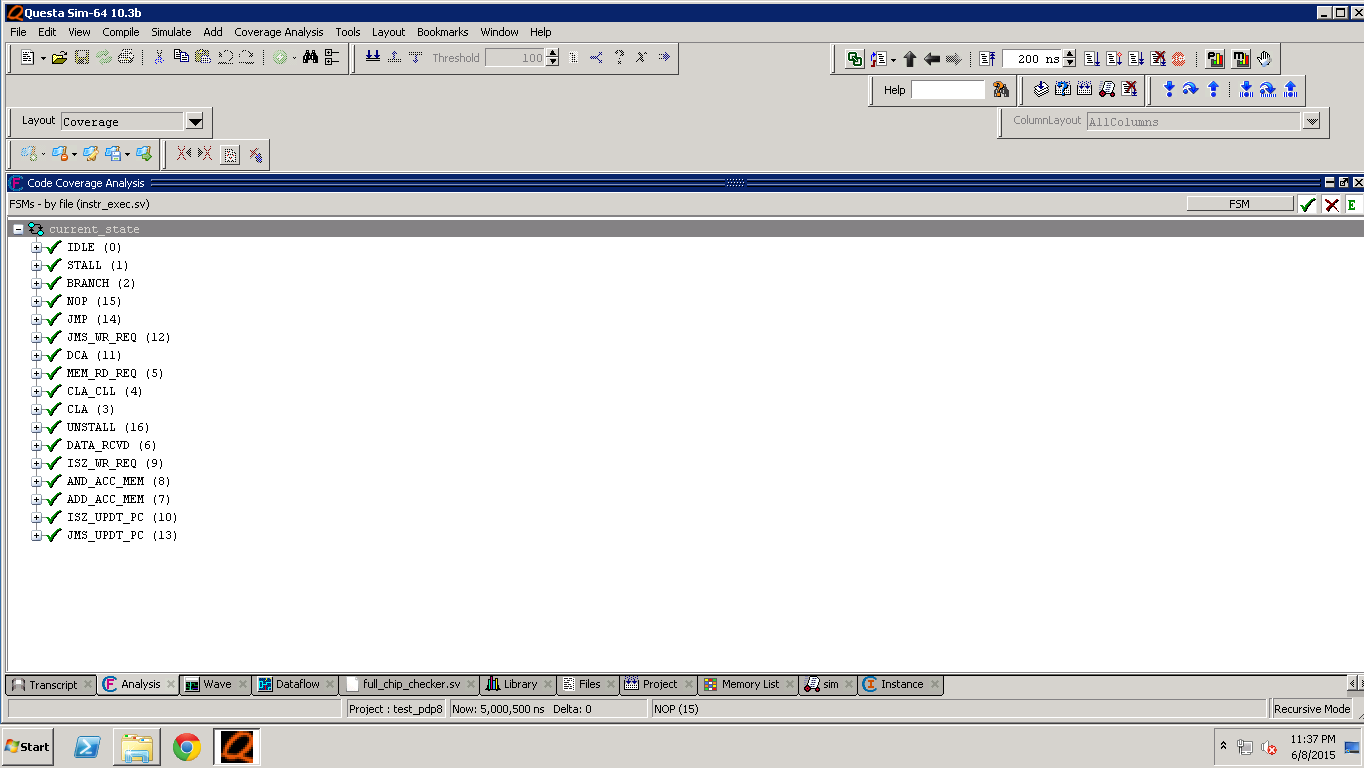 Questa Sim-64 10.3b
File Edit View Compile Simulate Add Coverage Analysis Tools Layout Bookmarks Window Help
Threshold 100
200 ns
Help
Layout Coverage
ColumnLayout AllColumns
Code Coverage Analysis
FSMs - by file (instr_exec.sv)
FSM
E
current_state
IDLE (0)
STALL (1)
BRANCH (2)
NOP (15)
JMP (14)
JMS_WR_REQ (12)
DCA (11)
MEM_RD_REQ (5)
CLA_CLL (4)
CLA (3)
UNSTALL (16)
DATA_RCVD (6)
ISZ_WR_REQ (9)
AND_ACC_MEM (8)
ADD_ACC_MEM (7)
ISZ_UPDT_PC (10)
JMS_UPDT_PC (13)
Transcript Analysis Wave Dataflow full_chip_checker.sv Library Files Project Memory List sim Instance
Project : test_pdp8 Now: 5,000,500 ns Delta: 0 NOP (15) Recursive Mode
Start
11:37 PM
6/8/2015